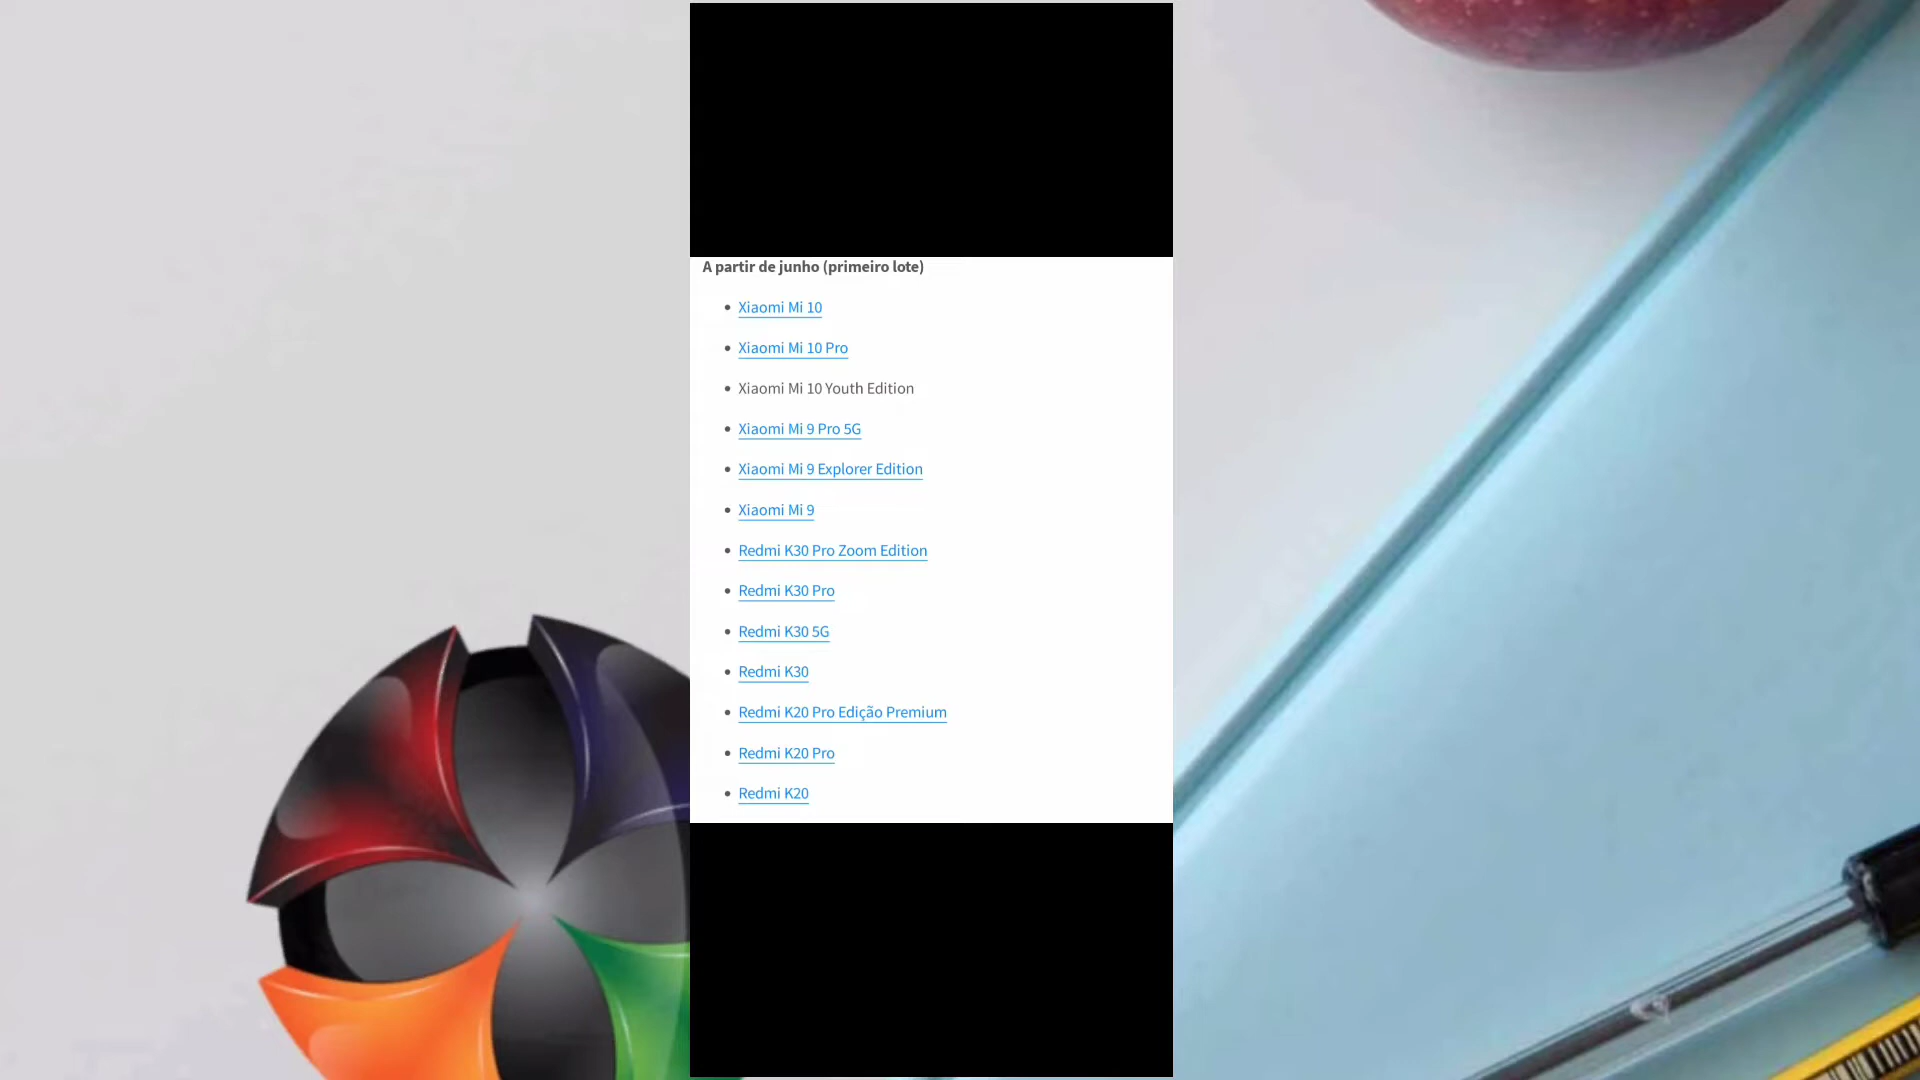 A partir de junho (primeiro lote)
Xiaomi Mi 10
Xiaomi Mi 10 Pro
Xiaomi Mi 10 Youth Edition
Xiaomi Mi 9 Pro 5G
Xiaomi Mi 9 Explorer Edition
Xiaomi Mi 9
Redmi K30 Pro Zoom Edition
Redmi K30 Pro
Redmi K30 5G
Redmi K30
Redmi K20 Pro Edição Premium
Redmi K20 Pro
Redmi K20